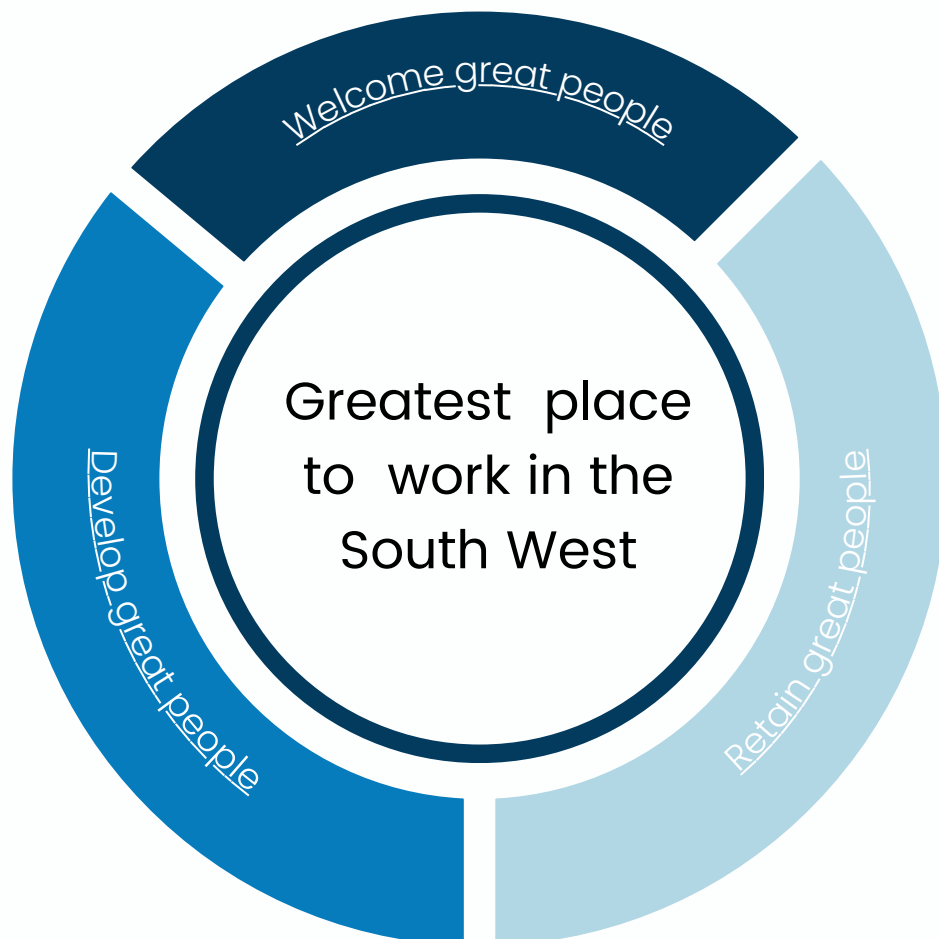 Welcome great people
Greatest place
to work in the
South West
Develop great people
Retain great people